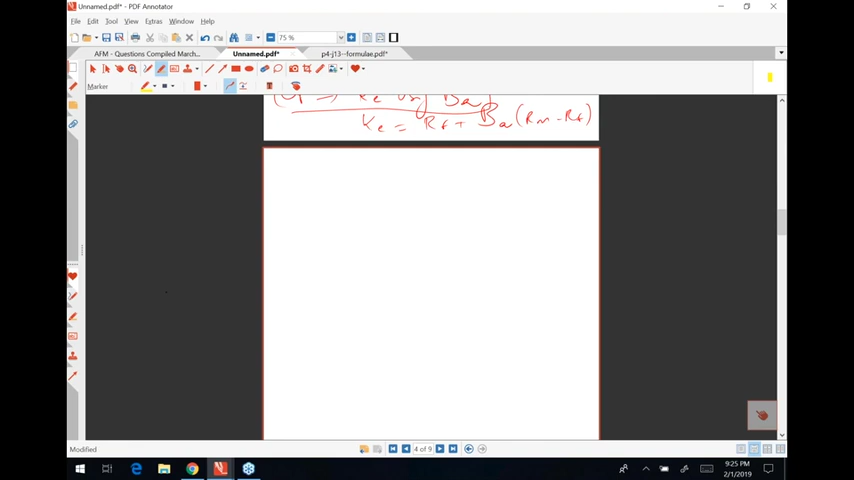 Unnamed.pdf* - PDF Annotator
File Edit Tool View Extras Window Help
75 %
AFM - Questions Compiled March... Unnamed.pdf* p4-j13--formulae.pdf*
Marker
Ke = Rf + Ba (Rm - Rf)
4 of 9
Modified
9:25 PM
2/1/2019